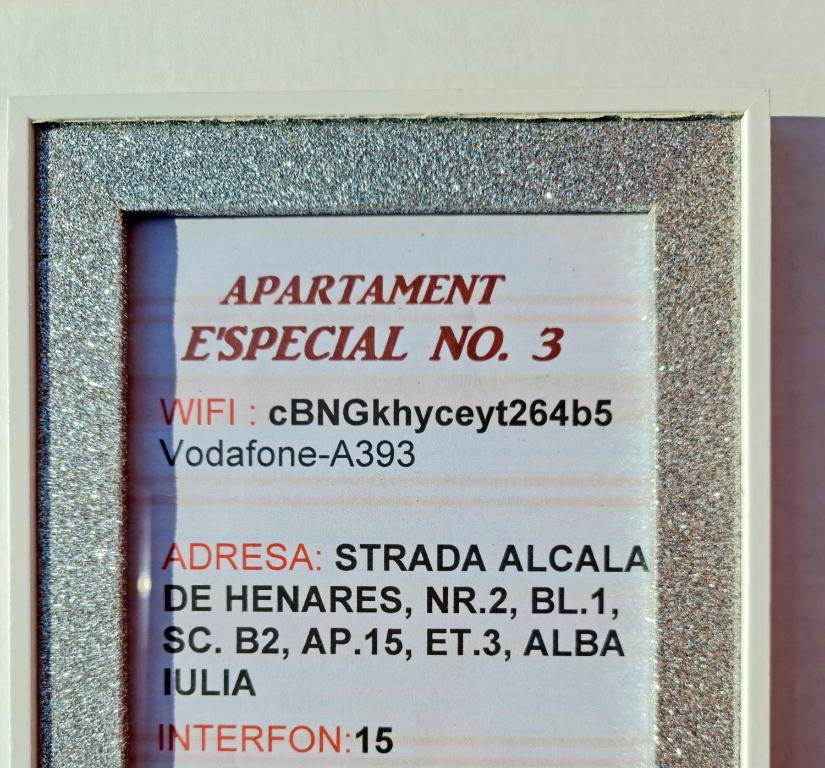 APARTAMENT
E'SPECIAL NO. 3
WIFI : cBNGkhyceyt264b5
Vodafone-A393
ADRESA: STRADA ALCALA
DE HENARES, NR.2, BL.1,
SC. B2, AP.15, ET.3, ALBA
IULIA
INTERFON:15